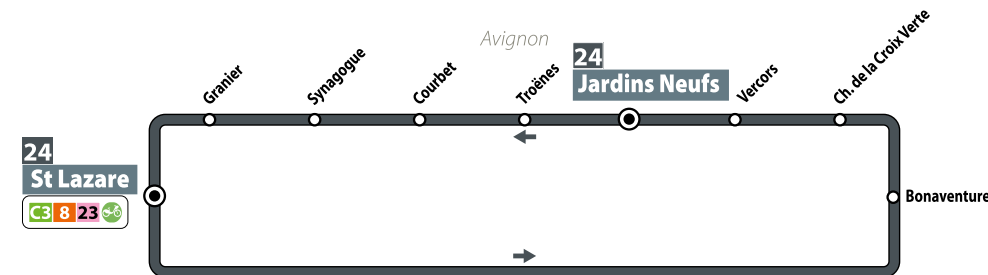 Avignon
24
Jardins Neufs
Granier
Synagogue
Courbet
Troënes
Vercors
Ch. de la Croix Verte
24
St Lazare
C3 8 23
Bonaventure